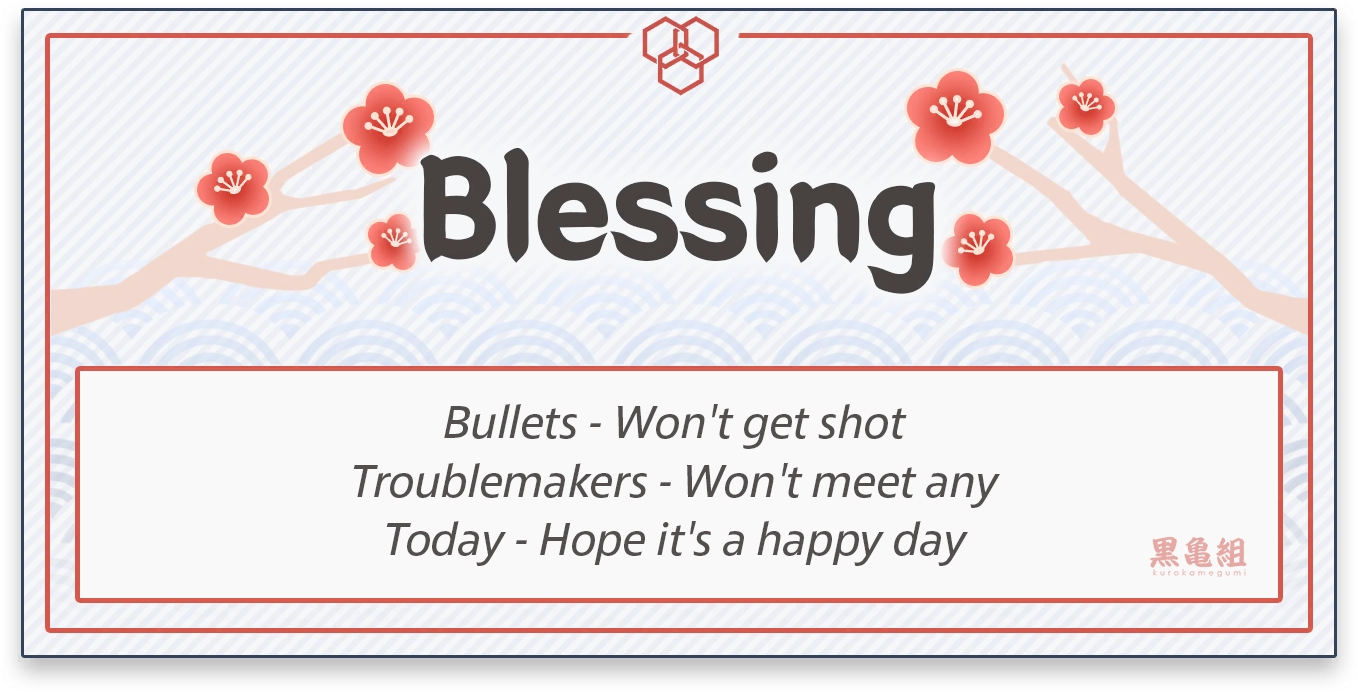 Blessing
Bullets - Won't get shot
Troublemakers - Won't meet any
Today - Hope it's a happy day
黒亀組
kurokamegumi